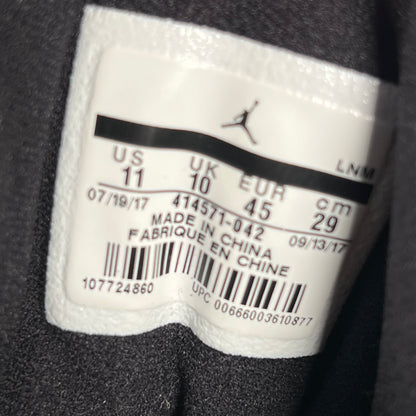 LNM
US UK EUR cm
11 10 45 29
07/19/17 414571-042 09/13/17
MADE IN CHINA
FABRIQUE EN CHINE
107724860 UPC 00666003610877